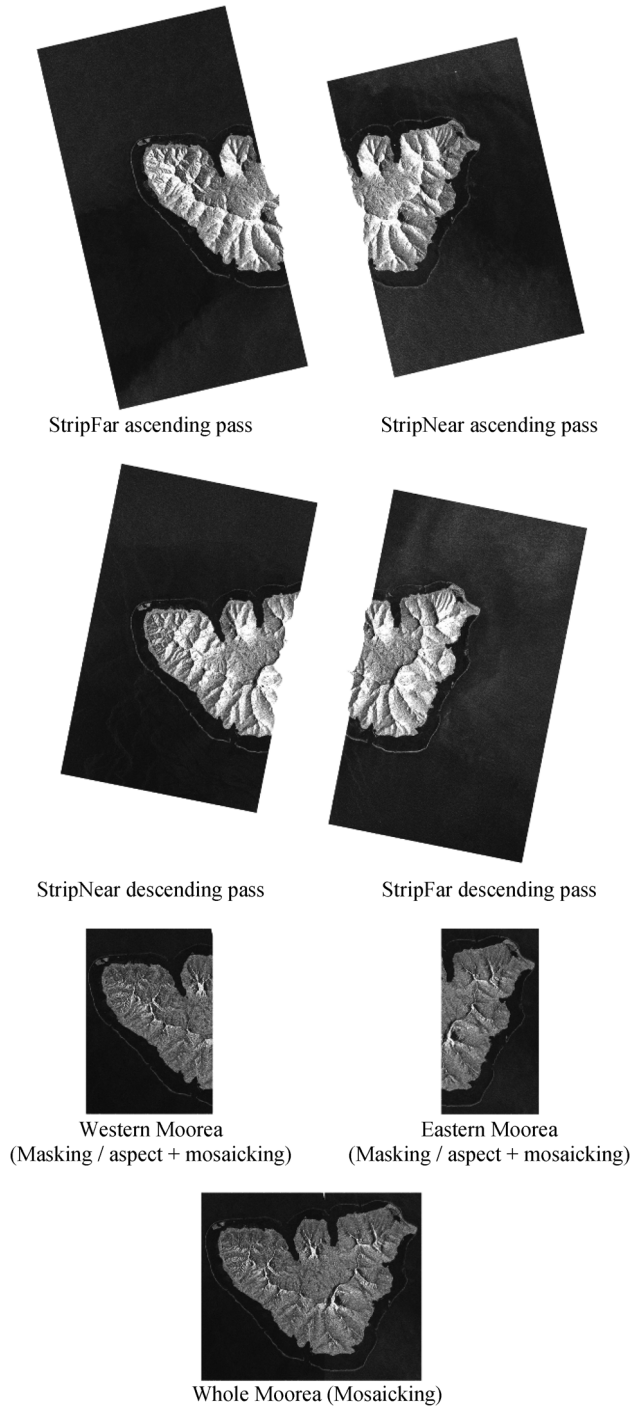 StripFar ascending pass
StripNear ascending pass
StripNear descending pass
StripFar descending pass
Western Moorea
(Masking / aspect + mosaicking)
Eastern Moorea
(Masking / aspect + mosaicking)
Whole Moorea (Mosaicking)